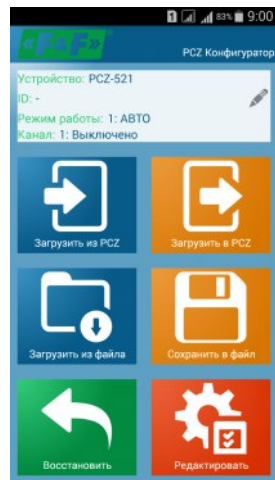 83% 9:00
«F&F»
PCZ Конфигуратор
Устройство: PCZ-521
ID: -
Режим работы: 1: АВТО
Канал: 1: Выключено
Загрузить из PCZ
Загрузить в PCZ
Загрузить из файла
Сохранить в файл
Восстановить
Редактировать